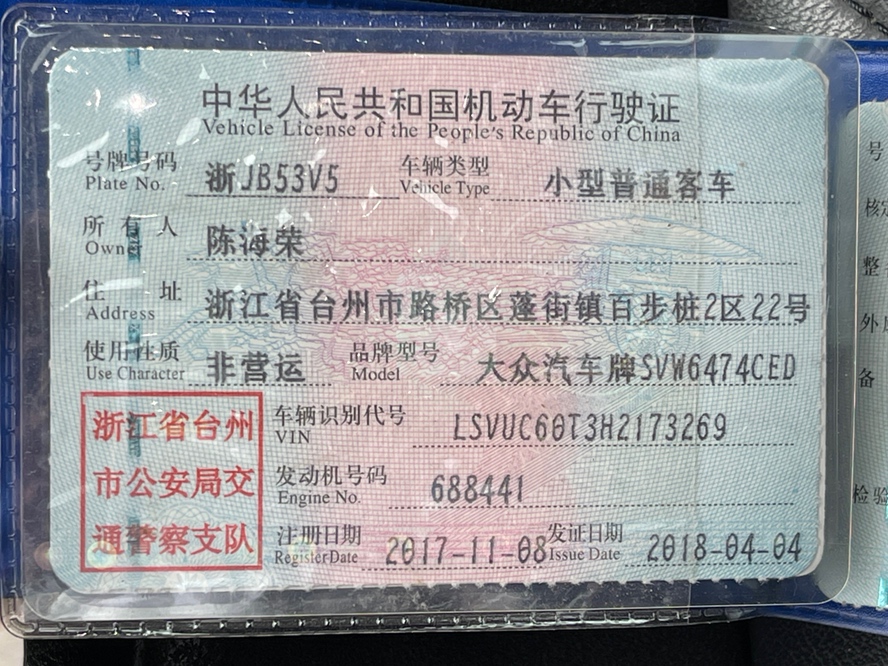 中华人民共和国机动车行驶证
Vehicle License of the People's Republic of China
号牌号码 浙JB53V5 车辆类型 小型普通客车
Plate No. Vehicle Type
所有人 陈海荣
Owner
住址 浙江省台州市路桥区蓬街镇百步桩2区22号
Address
使用性质 非营运 品牌型号 大众汽车牌SVW6474CED
Use Character Model
浙江省台州
市公安局交
通警察支队
车辆识别代号 LSVUC60T3H2173269
VIN
发动机号码 688441
Engine No.
注册日期 2017-11-08 发证日期 2018-04-04
Register Date Issue Date
号
核定
整
外
备
检验